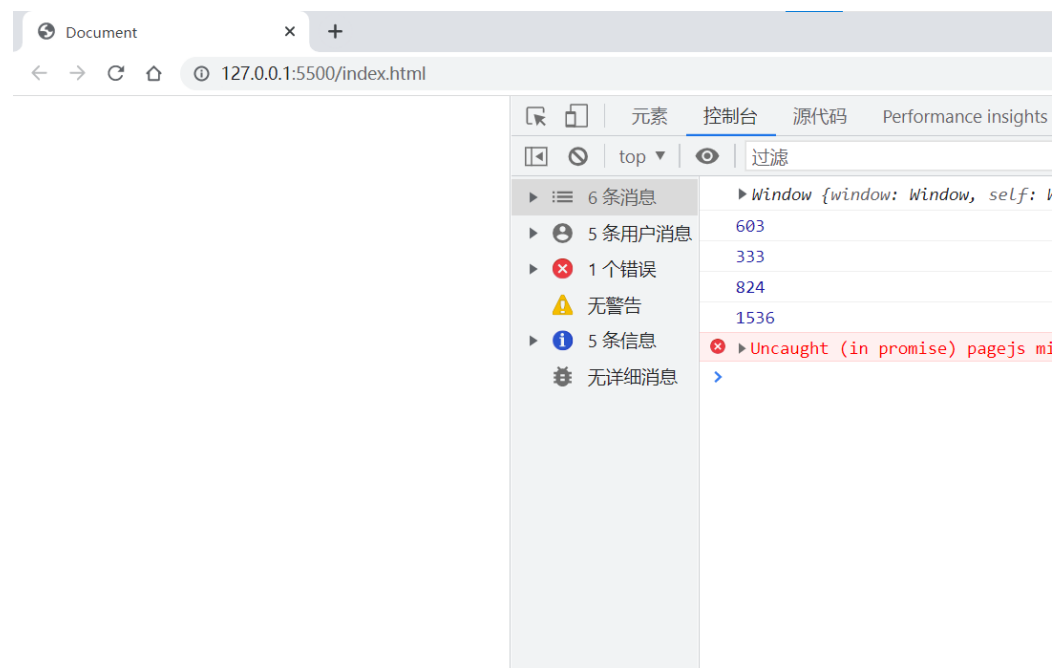 Document
127.0.0.1:5500/index.html
元素 控制台 源代码 Performance insights
top 过滤
6 条消息
5 条用户消息
1 个错误
无警告
5 条信息
无详细消息
Window {window: Window, self:
603
333
824
1536
Uncaught (in promise) pagejs